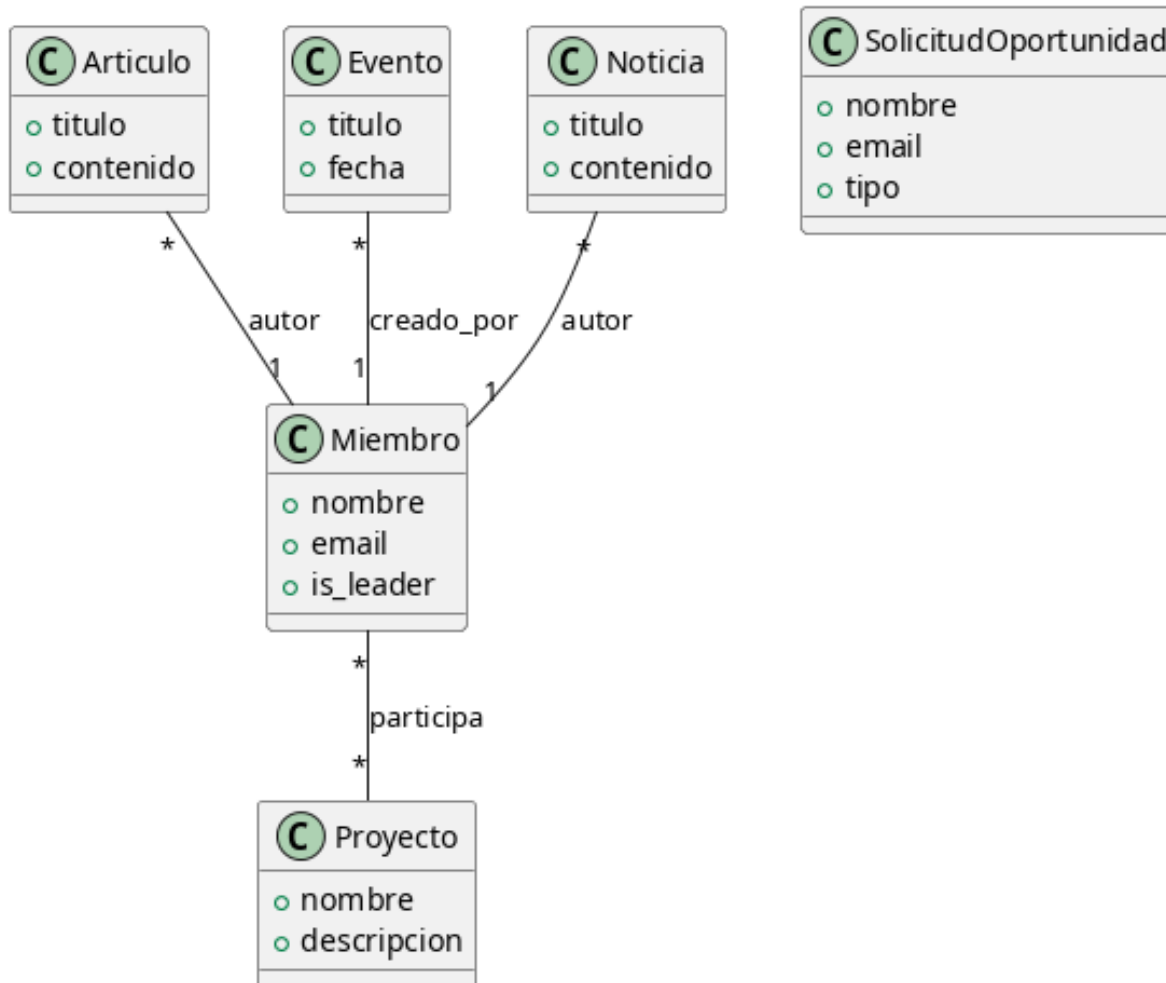 C Articulo
titulo
contenido
C Evento
titulo
fecha
C Noticia
titulo
contenido
C SolicitudOportunidad
nombre
email
tipo
*
*
*
autor
creado_por
autor
1
1
1
C Miembro
nombre
email
is_leader
*
participa
*
C Proyecto
nombre
descripcion